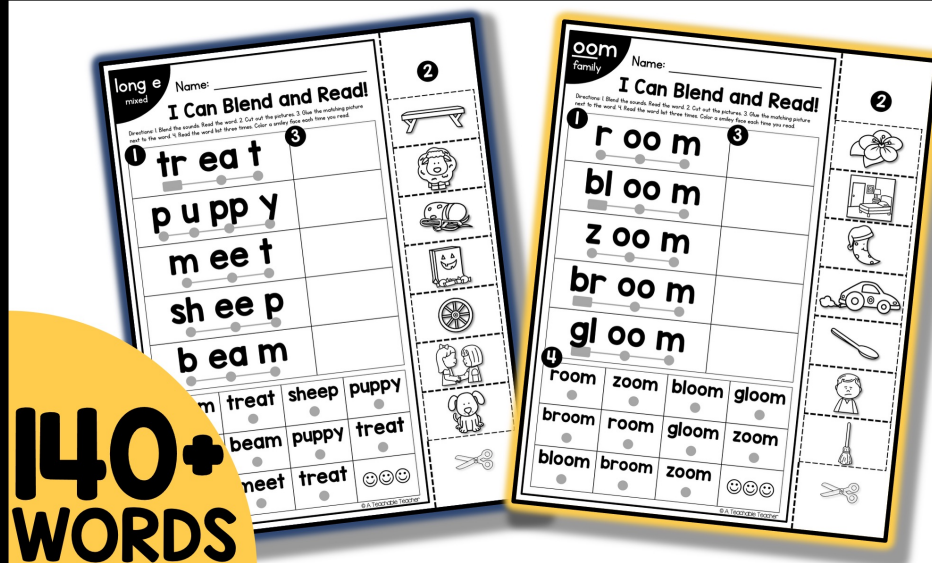 long e
mixed
Name:
I Can Blend and Read!
Directions: 1. Blend the sounds. Read the word. 2. Cut out the pictures. 3. Glue the matching picture
next to the word. 4. Read the word list three times. Color a smiley face each time you read.
1
3
2
tr ea t
p u pp y
m ee t
sh ee p
b ea m
m treat sheep puppy
beam puppy treat
meet treat
© A Teachable Teacher
oom
family
Name:
I Can Blend and Read!
Directions: 1. Blend the sounds. Read the word. 2. Cut out the pictures. 3. Glue the matching picture
next to the word. 4. Read the word list three times. Color a smiley face each time you read.
1
3
2
r oo m
bl oo m
z oo m
br oo m
gl oo m
4
room zoom bloom gloom
broom room gloom zoom
bloom broom zoom
© A Teachable Teacher
140+
WORDS